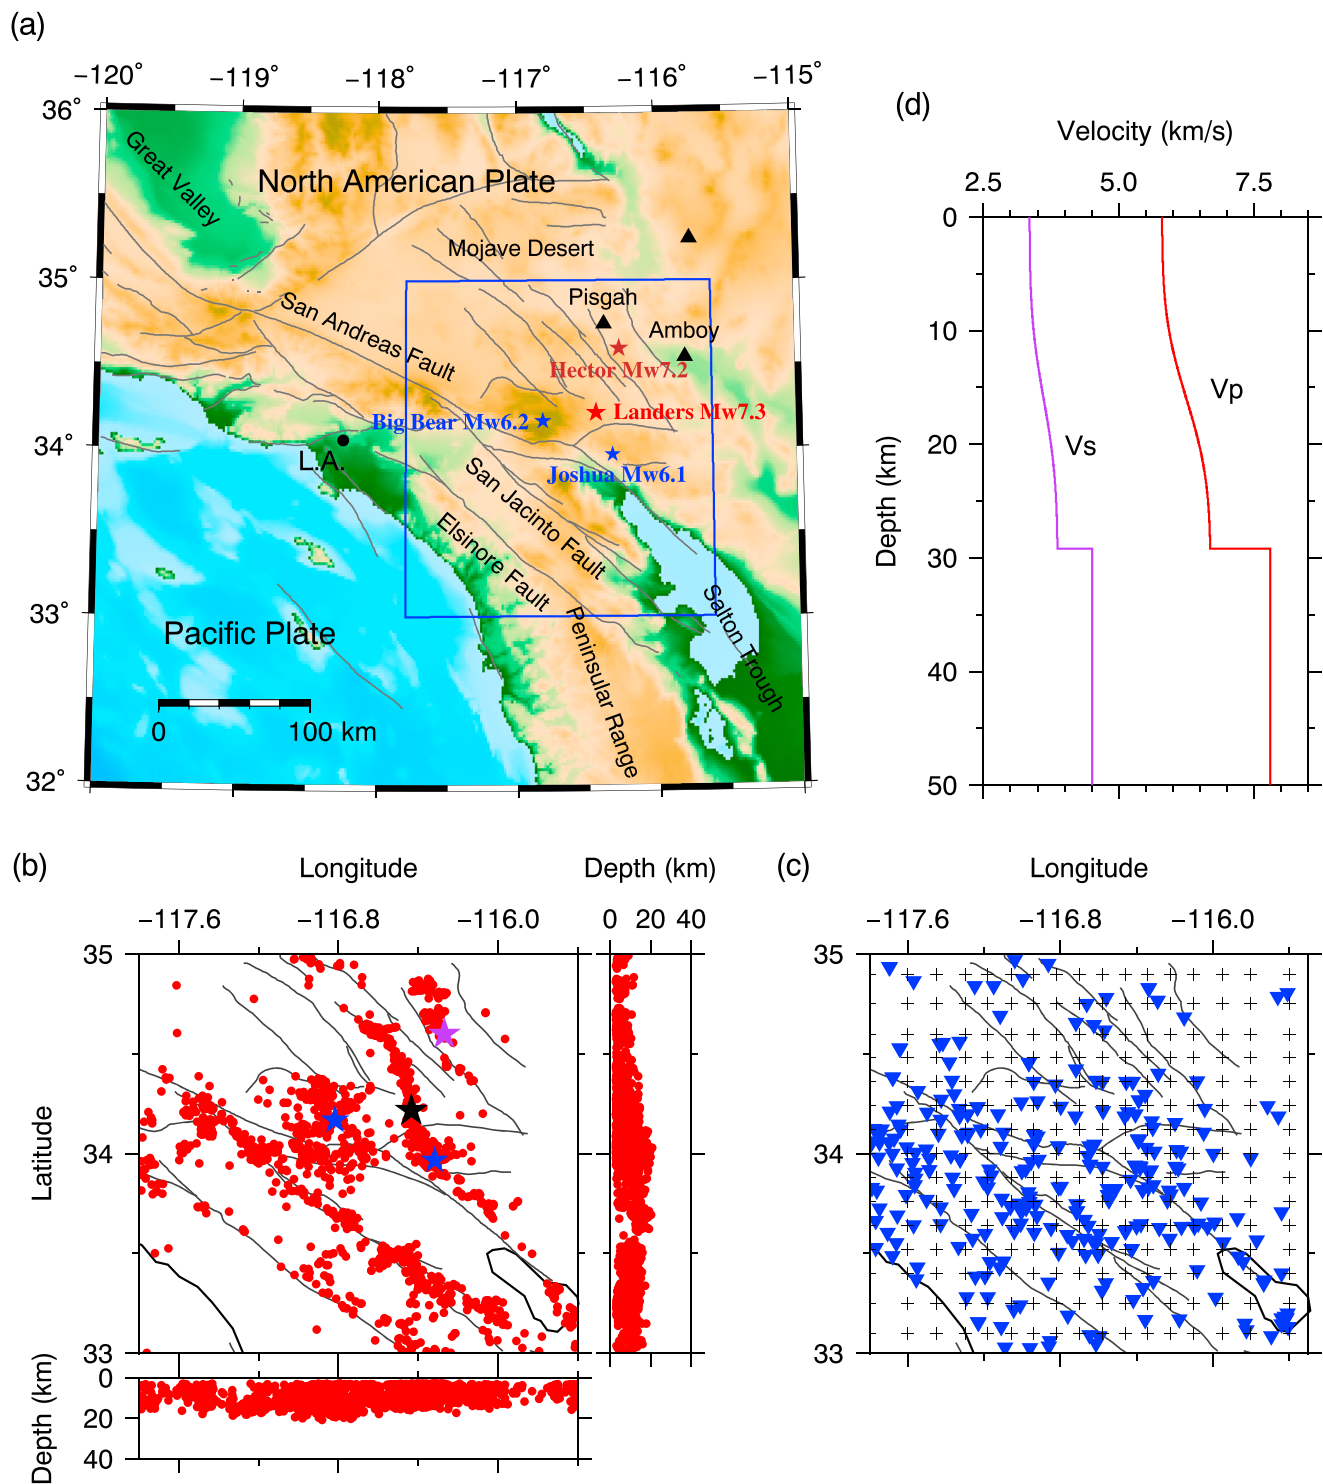 (a)
−120° −119° −118° −117° −116° −115°
36°
35°
34°
33°
32°
Great Valley
North American Plate
Mojave Desert
San Andreas Fault
Pisgah
Amboy
Hector Mw7.2
Landers Mw7.3
Big Bear Mw6.2
Joshua Mw6.1
L.A.
San Jacinto Fault
Elsinore Fault
Pacific Plate
Peninsular Range
Salton Trough
0 100 km
(d)
Velocity (km/s)
2.5 5.0 7.5
0
10
20
30
40
50
Depth (km)
Vs
Vp
(b)
Longitude
−117.6 −116.8 −116.0
Depth (km)
0 20 40
35
34
33
Latitude
0
20
40
Depth (km)
(c)
Longitude
−117.6 −116.8 −116.0
35
34
33